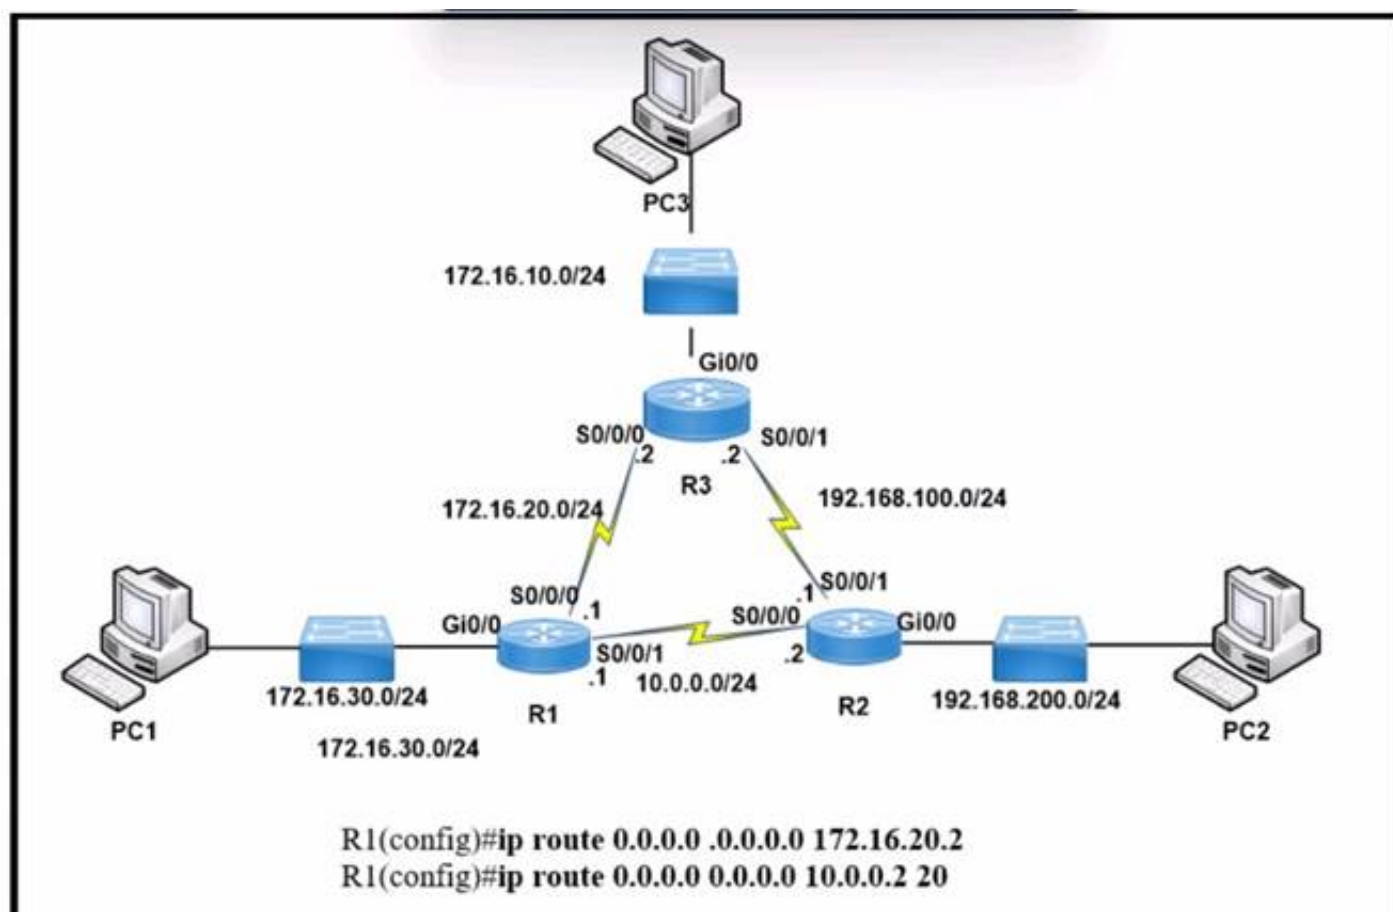 PC3
172.16.10.0/24
Gi0/0
S0/0/0
S0/0/1
.2
.2
R3
172.16.20.0/24
192.168.100.0/24
S0/0/0
.1
.1
S0/0/1
Gi0/0
S0/0/0
Gi0/0
S0/0/1
.1
10.0.0.0/24
.2
172.16.30.0/24
R1
R2
192.168.200.0/24
PC1
PC2
172.16.30.0/24
R1(config)#ip route 0.0.0.0 .0.0.0.0 172.16.20.2
R1(config)#ip route 0.0.0.0 0.0.0.0 10.0.0.2 20